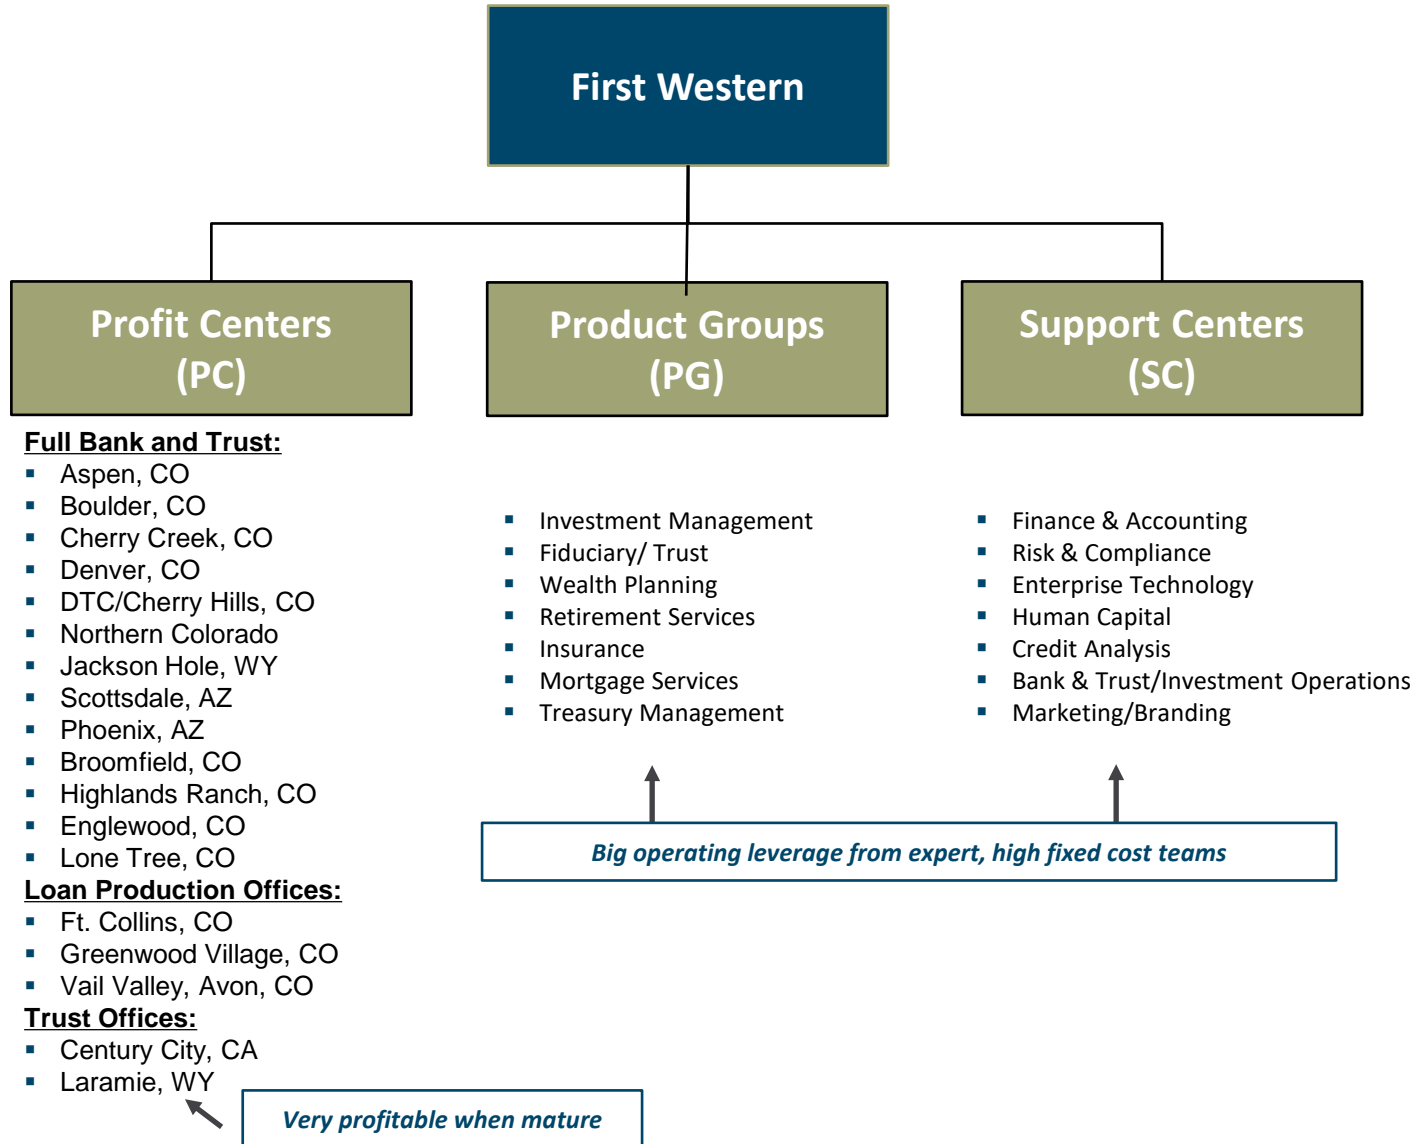 First Western
Profit Centers
(PC)
Product Groups
(PG)
Support Centers
(SC)
Full Bank and Trust:
▪ Aspen, CO
▪ Boulder, CO
▪ Cherry Creek, CO
▪ Denver, CO
▪ DTC/Cherry Hills, CO
▪ Northern Colorado
▪ Jackson Hole, WY
▪ Scottsdale, AZ
▪ Phoenix, AZ
▪ Broomfield, CO
▪ Highlands Ranch, CO
▪ Englewood, CO
▪ Lone Tree, CO
Loan Production Offices:
▪ Ft. Collins, CO
▪ Greenwood Village, CO
▪ Vail Valley, Avon, CO
Trust Offices:
▪ Century City, CA
▪ Laramie, WY
Very profitable when mature
▪ Investment Management
▪ Fiduciary/ Trust
▪ Wealth Planning
▪ Retirement Services
▪ Insurance
▪ Mortgage Services
▪ Treasury Management
▪ Finance & Accounting
▪ Risk & Compliance
▪ Enterprise Technology
▪ Human Capital
▪ Credit Analysis
▪ Bank & Trust/Investment Operations
▪ Marketing/Branding
Big operating leverage from expert, high fixed cost teams